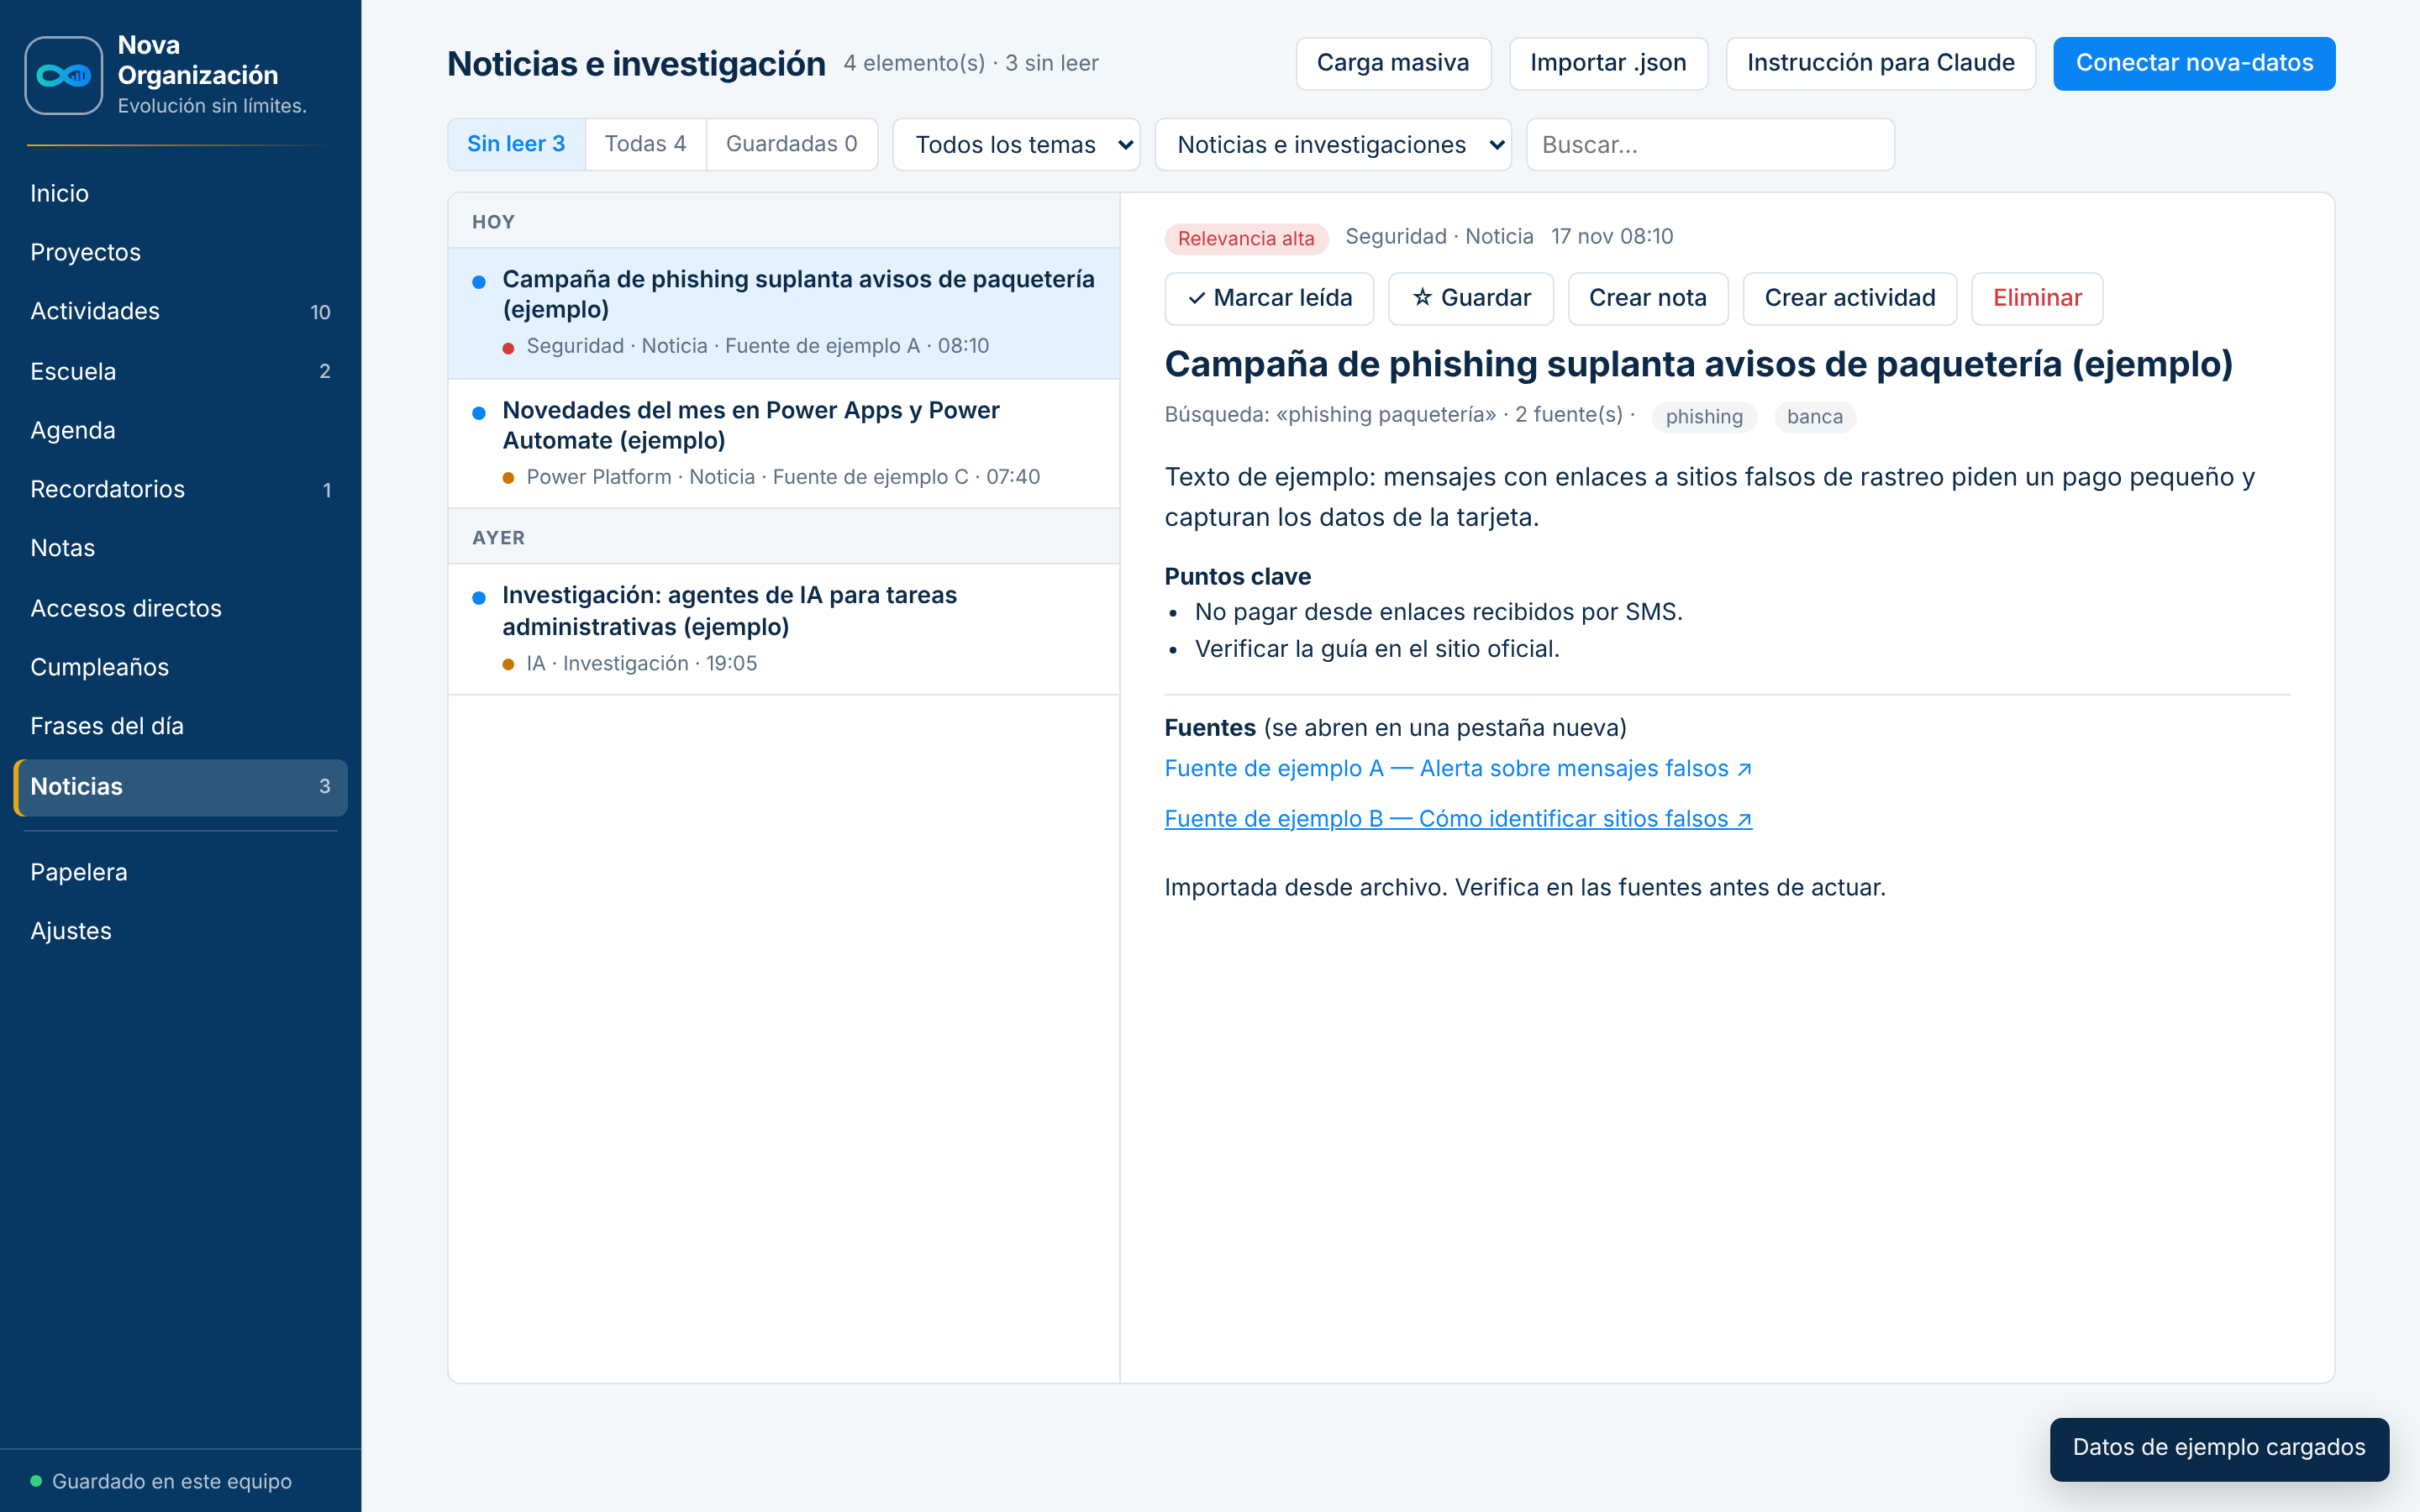 Nova
Organización
Evolución sin límites.
Inicio
Proyectos
Actividades 10
Escuela 2
Agenda
Recordatorios 1
Notas
Accesos directos
Cumpleaños
Frases del día
Noticias 3
Papelera
Ajustes
Guardado en este equipo
Noticias e investigación 4 elemento(s) · 3 sin leer
Carga masiva
Importar .json
Instrucción para Claude
Conectar nova-datos
Sin leer 3
Todas 4
Guardadas 0
Todos los temas
Noticias e investigaciones
Buscar...
HOY
Campaña de phishing suplanta avisos de paquetería
(ejemplo)
Seguridad · Noticia · Fuente de ejemplo A · 08:10
Novedades del mes en Power Apps y Power
Automate (ejemplo)
Power Platform · Noticia · Fuente de ejemplo C · 07:40
AYER
Investigación: agentes de IA para tareas
administrativas (ejemplo)
IA · Investigación · 19:05
Relevancia alta Seguridad · Noticia 17 nov 08:10
✓ Marcar leída
☆ Guardar
Crear nota
Crear actividad
Eliminar
Campaña de phishing suplanta avisos de paquetería (ejemplo)
Búsqueda: «phishing paquetería» · 2 fuente(s) · phishing banca
Texto de ejemplo: mensajes con enlaces a sitios falsos de rastreo piden un pago pequeño y
capturan los datos de la tarjeta.
Puntos clave
• No pagar desde enlaces recibidos por SMS.
• Verificar la guía en el sitio oficial.
Fuentes (se abren en una pestaña nueva)
Fuente de ejemplo A — Alerta sobre mensajes falsos ↗
Fuente de ejemplo B — Cómo identificar sitios falsos ↗
Importada desde archivo. Verifica en las fuentes antes de actuar.
Datos de ejemplo cargados